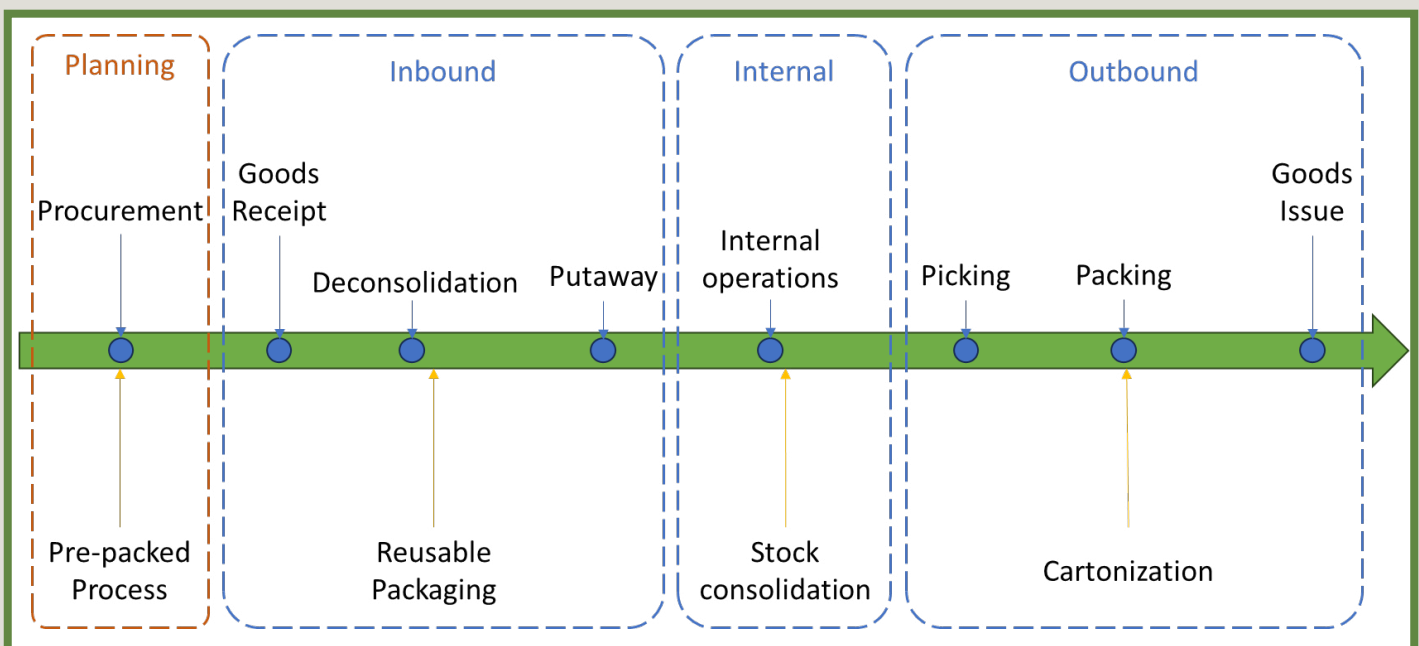 Planning
Inbound
Internal
Outbound
Procurement
Goods
Receipt
Deconsolidation
Putaway
Internal
operations
Picking
Packing
Goods
Issue
Pre-packed
Process
Reusable
Packaging
Stock
consolidation
Cartonization